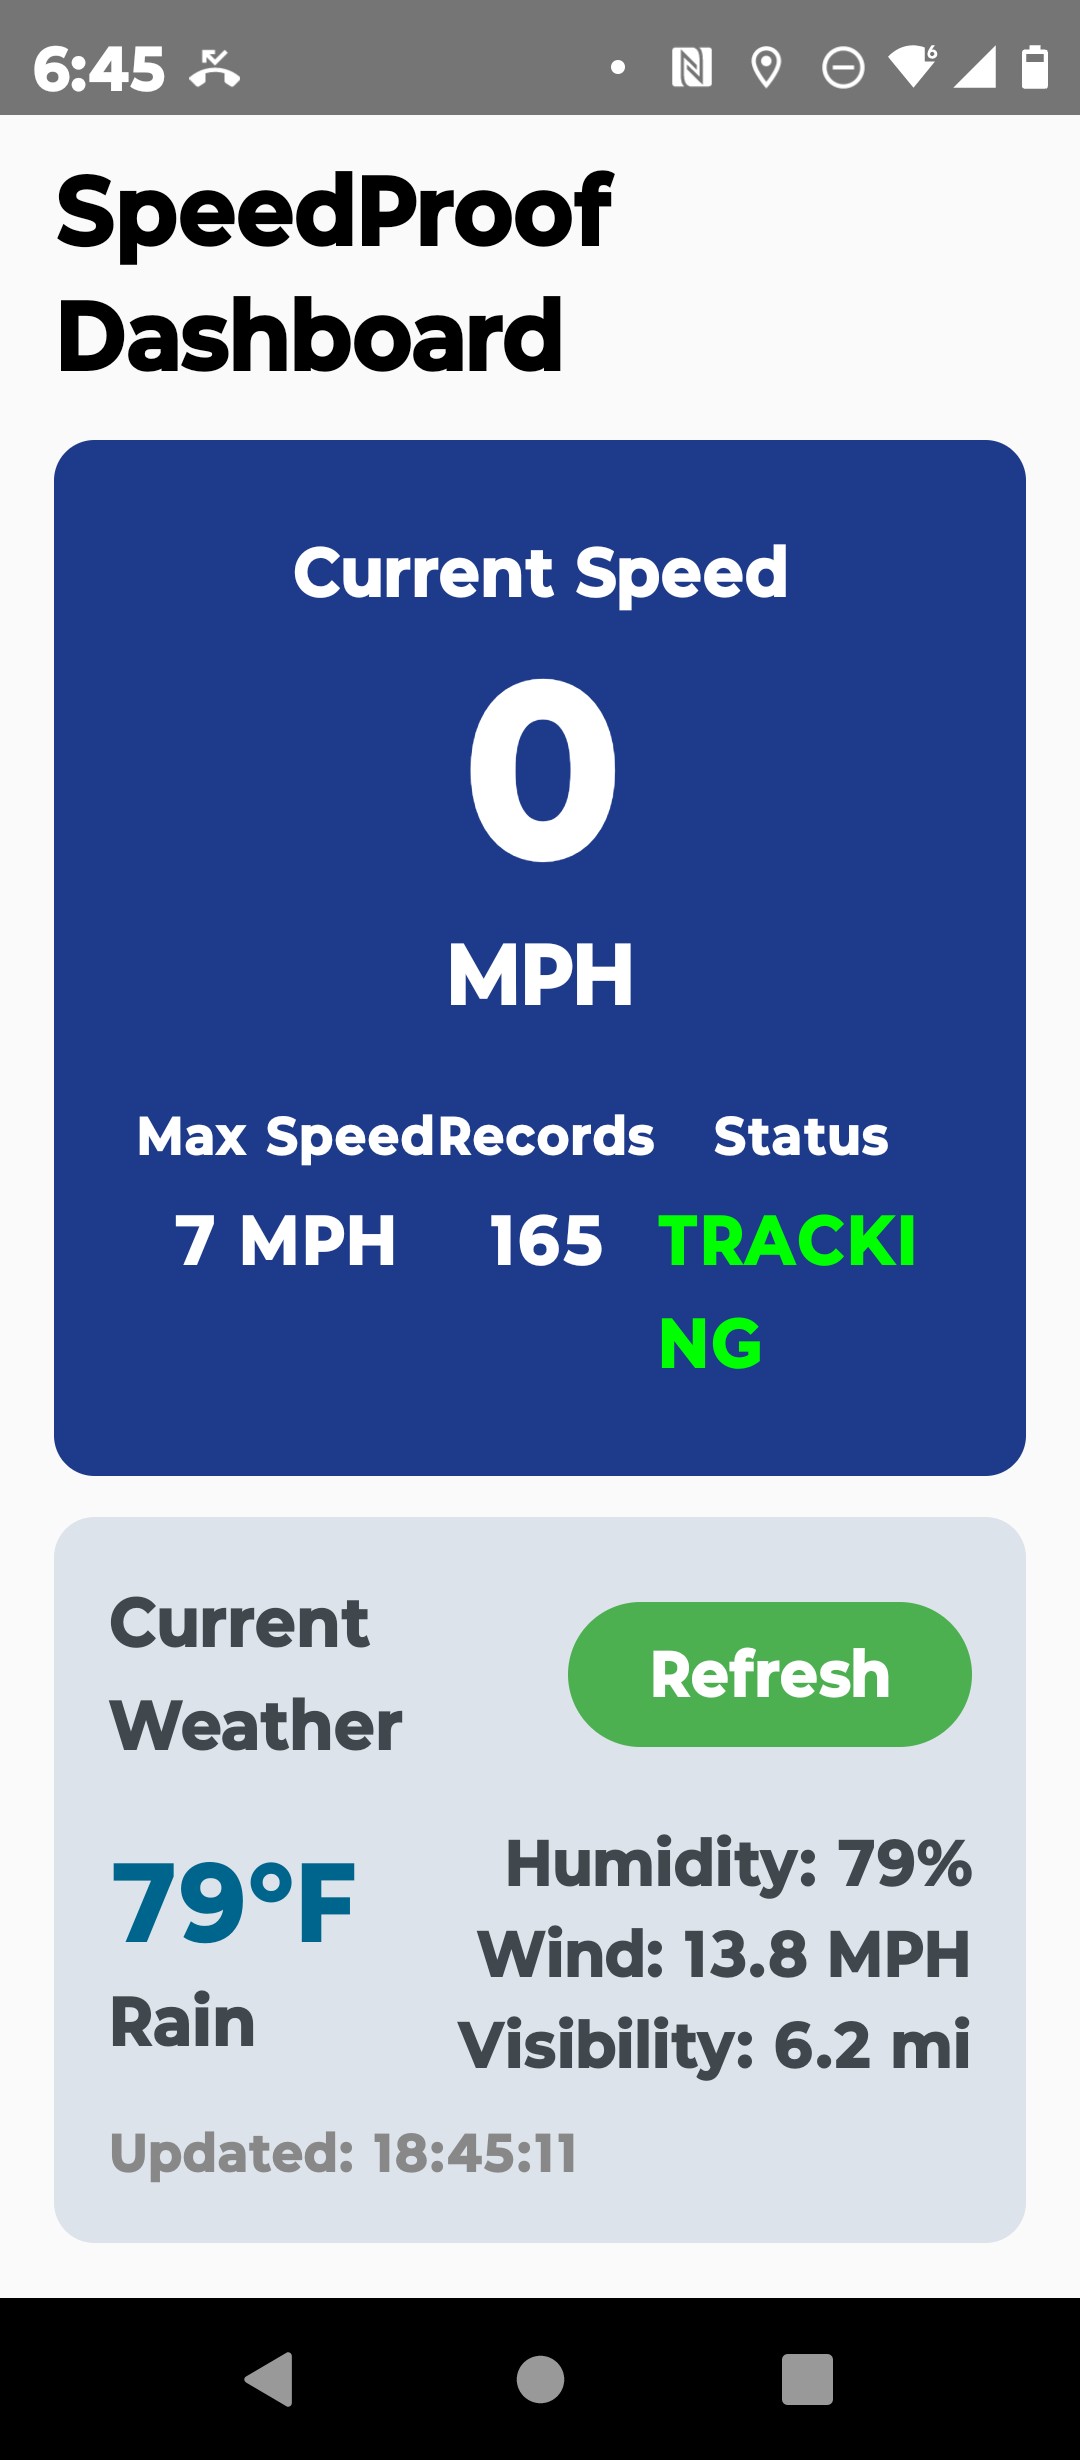 6:45
6
SpeedProof
Dashboard
Current Speed
0
MPH
Max Speed Records Status
7 MPH 165 TRACKI
NG
Current
Weather
Refresh
79°F
Rain
Humidity: 79%
Wind: 13.8 MPH
Visibility: 6.2 mi
Updated: 18:45:11